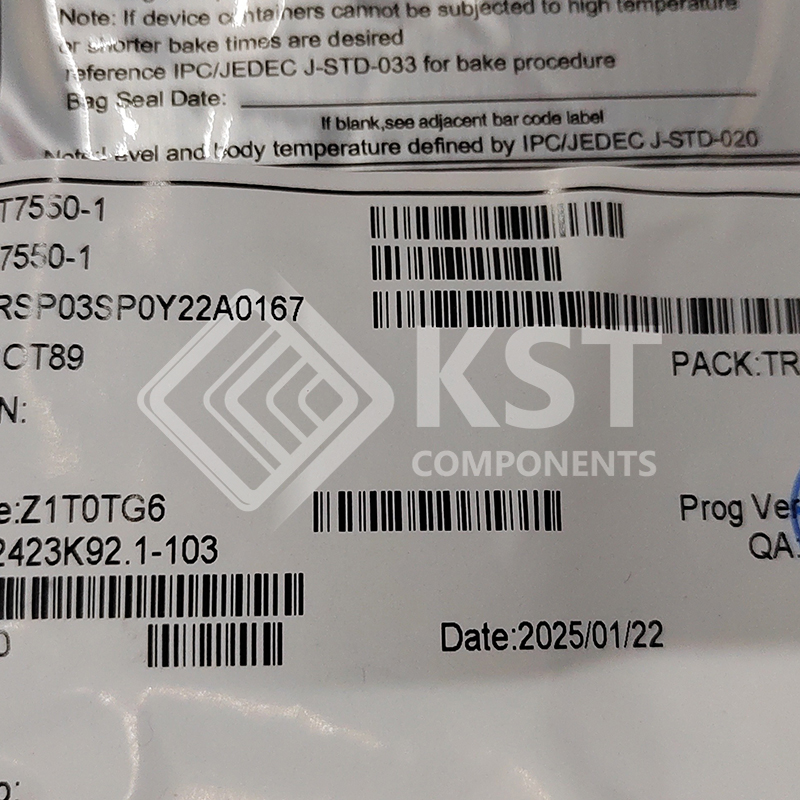 Note: If device containers cannot be subjected to high temperature
or shorter bake times are desired
reference IPC/JEDEC J-STD-033 for bake procedure
Bag Seal Date:
If blank,see adjacent bar code label
Note: Level and body temperature defined by IPC/JEDEC J-STD-020
T7550-1
7550-1
RSP03SP0Y22A0167
OT89
PACK:TR
N:
KST
COMPONENTS
e:Z1T0TG6
Prog Ver
2423K92.1-103
QA:
Date:2025/01/22